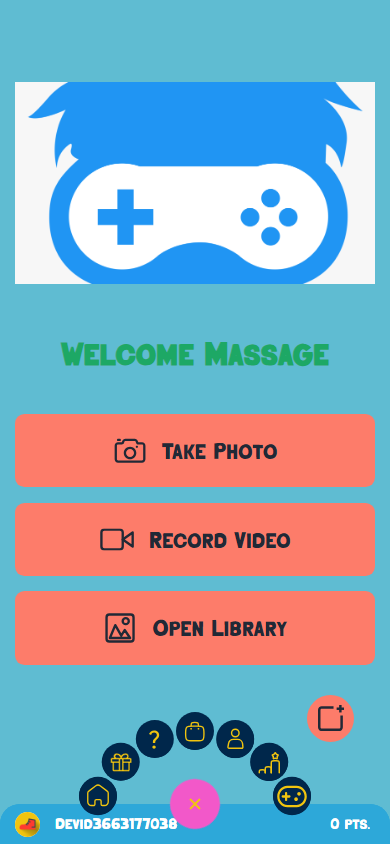 Welcome Massage
Take Photo
Record Video
Open Library
?
Devid3663177038
0 PTS.